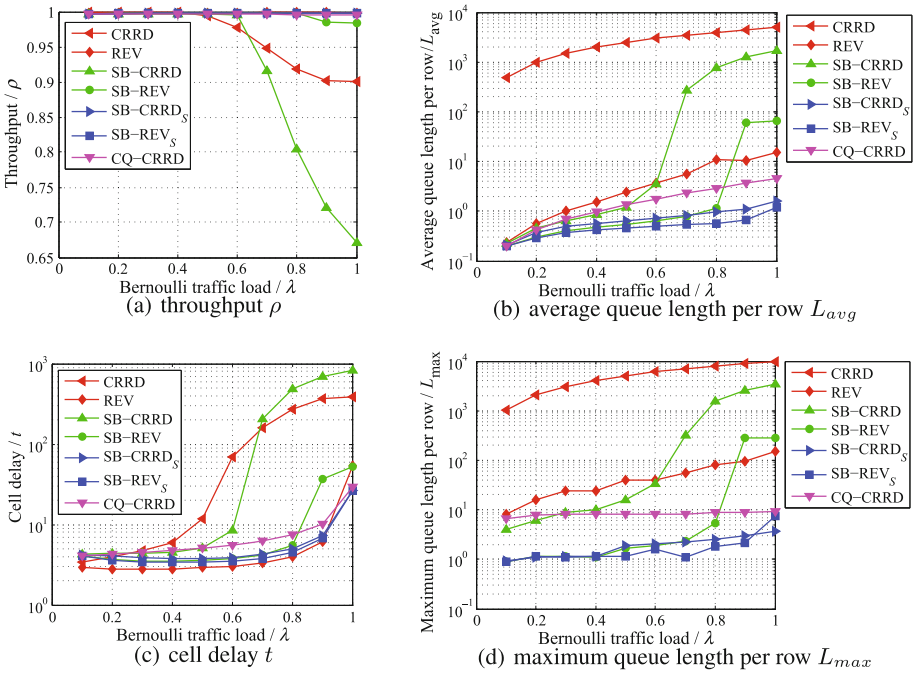 1
0.95
0.9
0.85
0.8
0.75
0.7
0.65
0 0.2 0.4 0.6 0.8 1
Throughput / ρ
Bernoulli traffic load / λ
CRRD
REV
SB−CRRD
SB−REV
SB−CRRD_S
SB−REV_S
CQ−CRRD
(a) throughput ρ
10^4
10^3
10^2
10^1
10^0
10^−1
0 0.2 0.4 0.6 0.8 1
Average queue length per row/L_avg
Bernoulli traffic load / λ
CRRD
REV
SB−CRRD
SB−REV
SB−CRRD_S
SB−REV_S
CQ−CRRD
(b) average queue length per row L_avg
10^3
10^2
10^1
10^0
0 0.2 0.4 0.6 0.8 1
Cell delay / t
Bernoulli traffic load / λ
CRRD
REV
SB−CRRD
SB−REV
SB−CRRD_S
SB−REV_S
CQ−CRRD
(c) cell delay t
10^4
10^3
10^2
10^1
10^0
10^−1
0 0.2 0.4 0.6 0.8 1
Maximum queue length per row / L_max
Bernoulli traffic load / λ
CRRD
REV
SB−CRRD
SB−REV
SB−CRRD_S
SB−REV_S
CQ−CRRD
(d) maximum queue length per row L_max